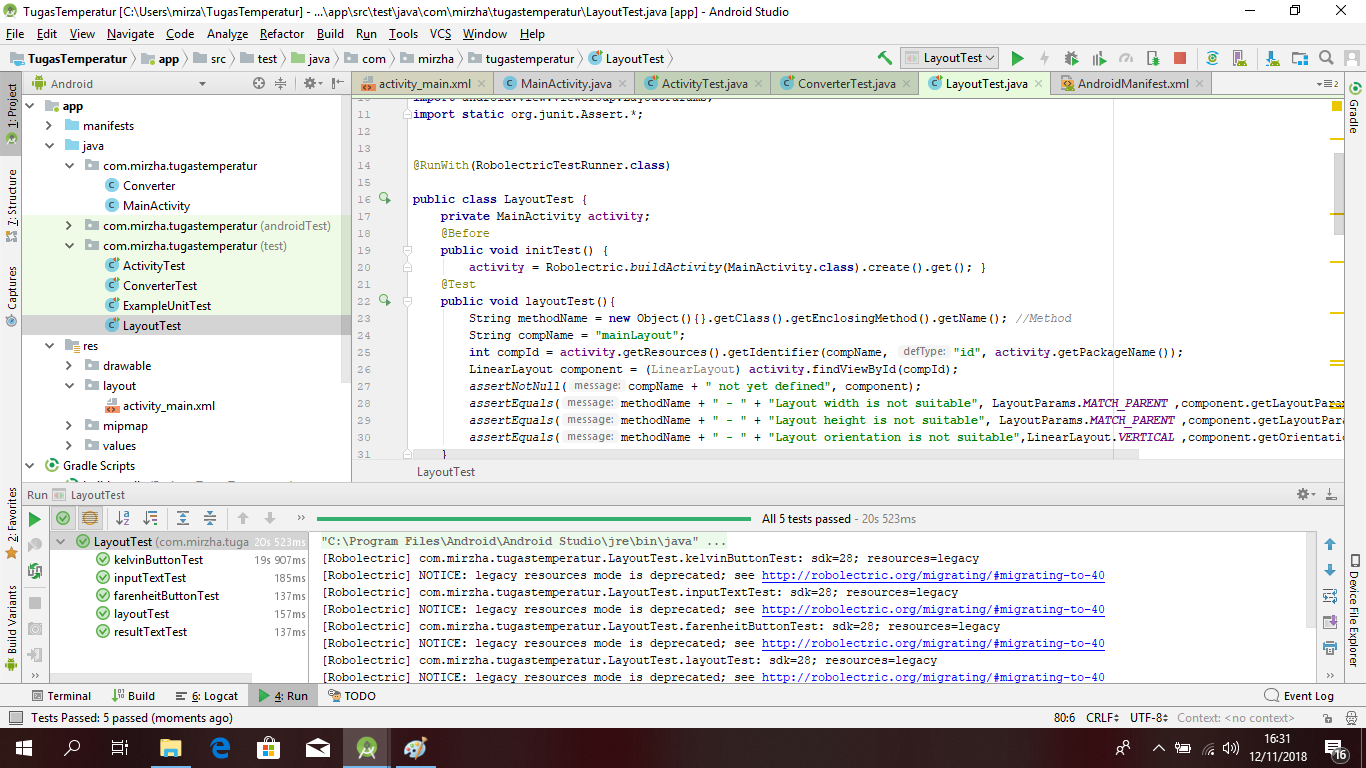 TugasTemperatur [C:\Users\mirza\TugasTemperatur] - ...\app\src\test\java\com\mirzha\tugastemperatur\LayoutTest.java [app] - Android Studio
File Edit View Navigate Code Analyze Refactor Build Run Tools VCS Window Help
TugasTemperatur app src test java com mirzha tugastemperatur LayoutTest LayoutTest
Android activity_main.xml MainActivity.java ActivityTest.java ConverterTest.java LayoutTest.java AndroidManifest.xml
1: Project
7: Structure
Captures
2: Favorites
Build Variants
Gradle
Device File Explorer
app
manifests
java
com.mirzha.tugastemperatur
Converter
MainActivity
com.mirzha.tugastemperatur (androidTest)
com.mirzha.tugastemperatur (test)
ActivityTest
ConverterTest
ExampleUnitTest
LayoutTest
res
drawable
layout
activity_main.xml
mipmap
values
Gradle Scripts
11 import static org.junit.Assert.*;
12
13
14 @RunWith(RobolectricTestRunner.class)
15
16 public class LayoutTest {
17 private MainActivity activity;
18 @Before
19 public void initTest() {
20 activity = Robolectric.buildActivity(MainActivity.class).create().get(); }
21 @Test
22 public void layoutTest(){
23 String methodName = new Object(){}.getClass().getEnclosingMethod().getName(); //Method
24 String compName = "mainLayout";
25 int compId = activity.getResources().getIdentifier(compName, defType: "id", activity.getPackageName());
26 LinearLayout component = (LinearLayout) activity.findViewById(compId);
27 assertNotNull( message: compName + " not yet defined", component);
28 assertEquals( message: methodName + " - " + "Layout width is not suitable", LayoutParams.MATCH_PARENT ,component.getLayoutPara
29 assertEquals( message: methodName + " - " + "Layout height is not suitable", LayoutParams.MATCH_PARENT ,component.getLayoutPar
30 assertEquals( message: methodName + " - " + "Layout orientation is not suitable",LinearLayout.VERTICAL ,component.getOrientati
31 }
LayoutTest
Run LayoutTest
All 5 tests passed - 20s 523ms
LayoutTest (com.mirzha.tuga 20s 523ms
kelvinButtonTest 19s 907ms
inputTextTest 185ms
farenheitButtonTest 137ms
layoutTest 157ms
resultTextTest 137ms
"C:\Program Files\Android\Android Studio\jre\bin\java" ...
[Robolectric] com.mirzha.tugastemperatur.LayoutTest.kelvinButtonTest: sdk=28; resources=legacy
[Robolectric] NOTICE: legacy resources mode is deprecated; see http://robolectric.org/migrating/#migrating-to-40
[Robolectric] com.mirzha.tugastemperatur.LayoutTest.inputTextTest: sdk=28; resources=legacy
[Robolectric] NOTICE: legacy resources mode is deprecated; see http://robolectric.org/migrating/#migrating-to-40
[Robolectric] com.mirzha.tugastemperatur.LayoutTest.farenheitButtonTest: sdk=28; resources=legacy
[Robolectric] NOTICE: legacy resources mode is deprecated; see http://robolectric.org/migrating/#migrating-to-40
[Robolectric] com.mirzha.tugastemperatur.LayoutTest.layoutTest: sdk=28; resources=legacy
[Robolectric] NOTICE: legacy resources mode is deprecated; see http://robolectric.org/migrating/#migrating-to-40
Terminal Build 6: Logcat 4: Run TODO Event Log
Tests Passed: 5 passed (moments ago) 80:6 CRLF UTF-8 Context: <no context>
16:31
12/11/2018
16